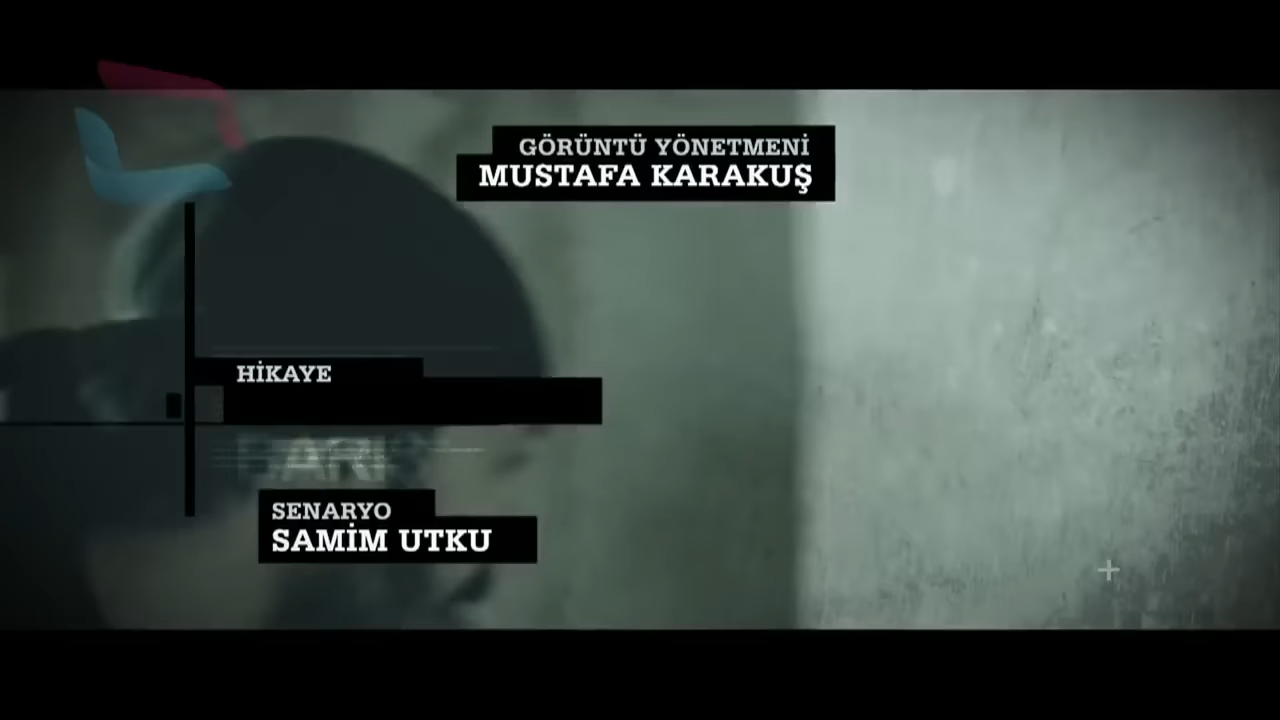 GÖRÜNTÜ YÖNETMENİ
MUSTAFA KARAKUŞ
HİKAYE
SENARYO
SAMİM UTKU